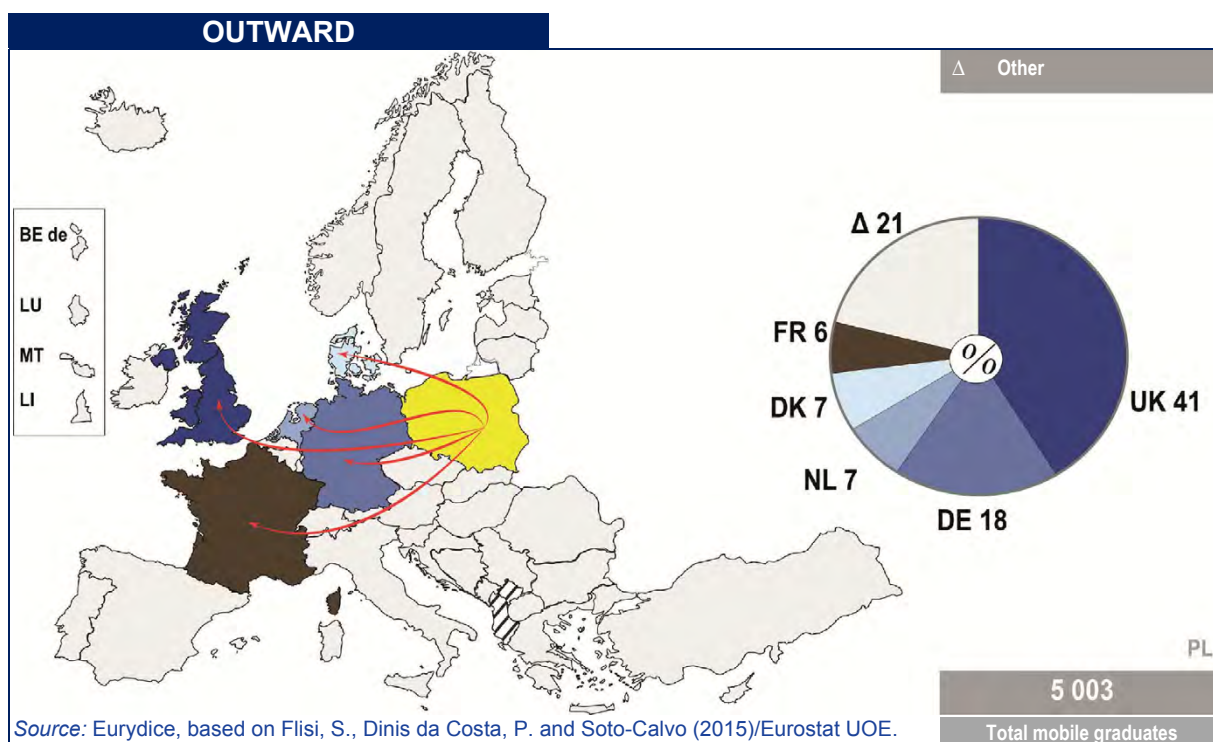 OUTWARD
Δ Other
BE de
LU
MT
LI
Δ 21
FR 6
%
DK 7
UK 41
NL 7
DE 18
PL
5 003
Total mobile graduates
Source: Eurydice, based on Flisi, S., Dinis da Costa, P. and Soto-Calvo (2015)/Eurostat UOE.